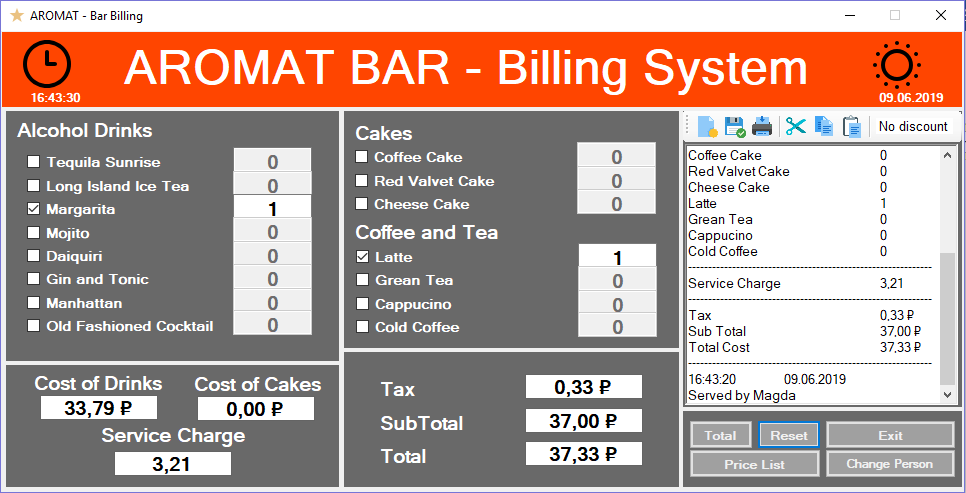 AROMAT - Bar Billing
AROMAT BAR - Billing System
16:43:30
09.06.2019
Alcohol Drinks
Tequila Sunrise 0
Long Island Ice Tea 0
Margarita 1
Mojito 0
Daiquiri 0
Gin and Tonic 0
Manhattan 0
Old Fashioned Cocktail 0
Cost of Drinks Cost of Cakes
33,79 ₽ 0,00 ₽
Service Charge
3,21
Cakes
Coffee Cake 0
Red Valvet Cake 0
Cheese Cake 0
Coffee and Tea
Latte 1
Grean Tea 0
Cappucino 0
Cold Coffee 0
Tax 0,33 ₽
SubTotal 37,00 ₽
Total 37,33 ₽
No discount
Coffee Cake 0
Red Valvet Cake 0
Cheese Cake 0
Latte 1
Grean Tea 0
Cappucino 0
Cold Coffee 0
Service Charge 3,21
Tax 0,33 ₽
Sub Total 37,00 ₽
Total Cost 37,33 ₽
16:43:20 09.06.2019
Served by Magda
Total Reset Exit
Price List Change Person